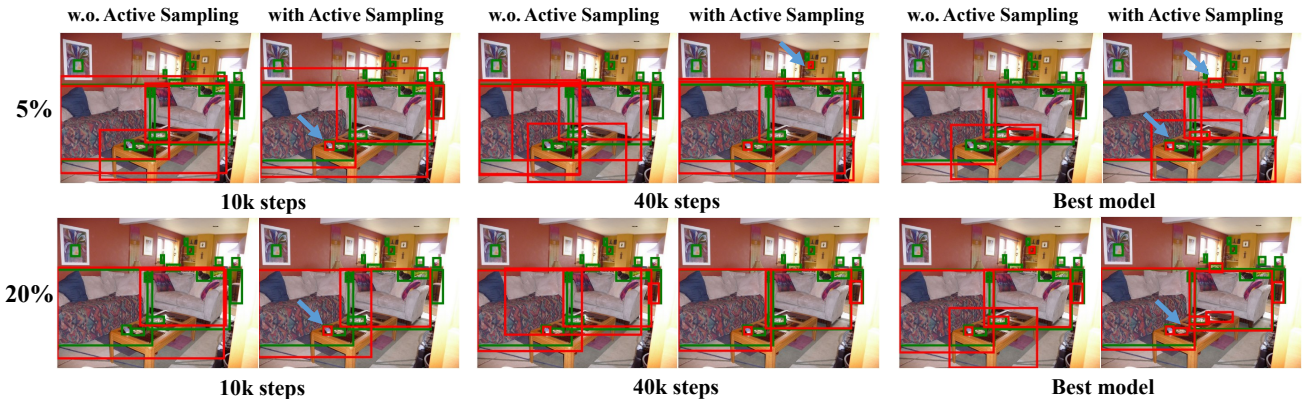 w.o. Active Sampling with Active Sampling w.o. Active Sampling with Active Sampling w.o. Active Sampling with Active Sampling
5%
10k steps 40k steps Best model
20%
10k steps 40k steps Best model